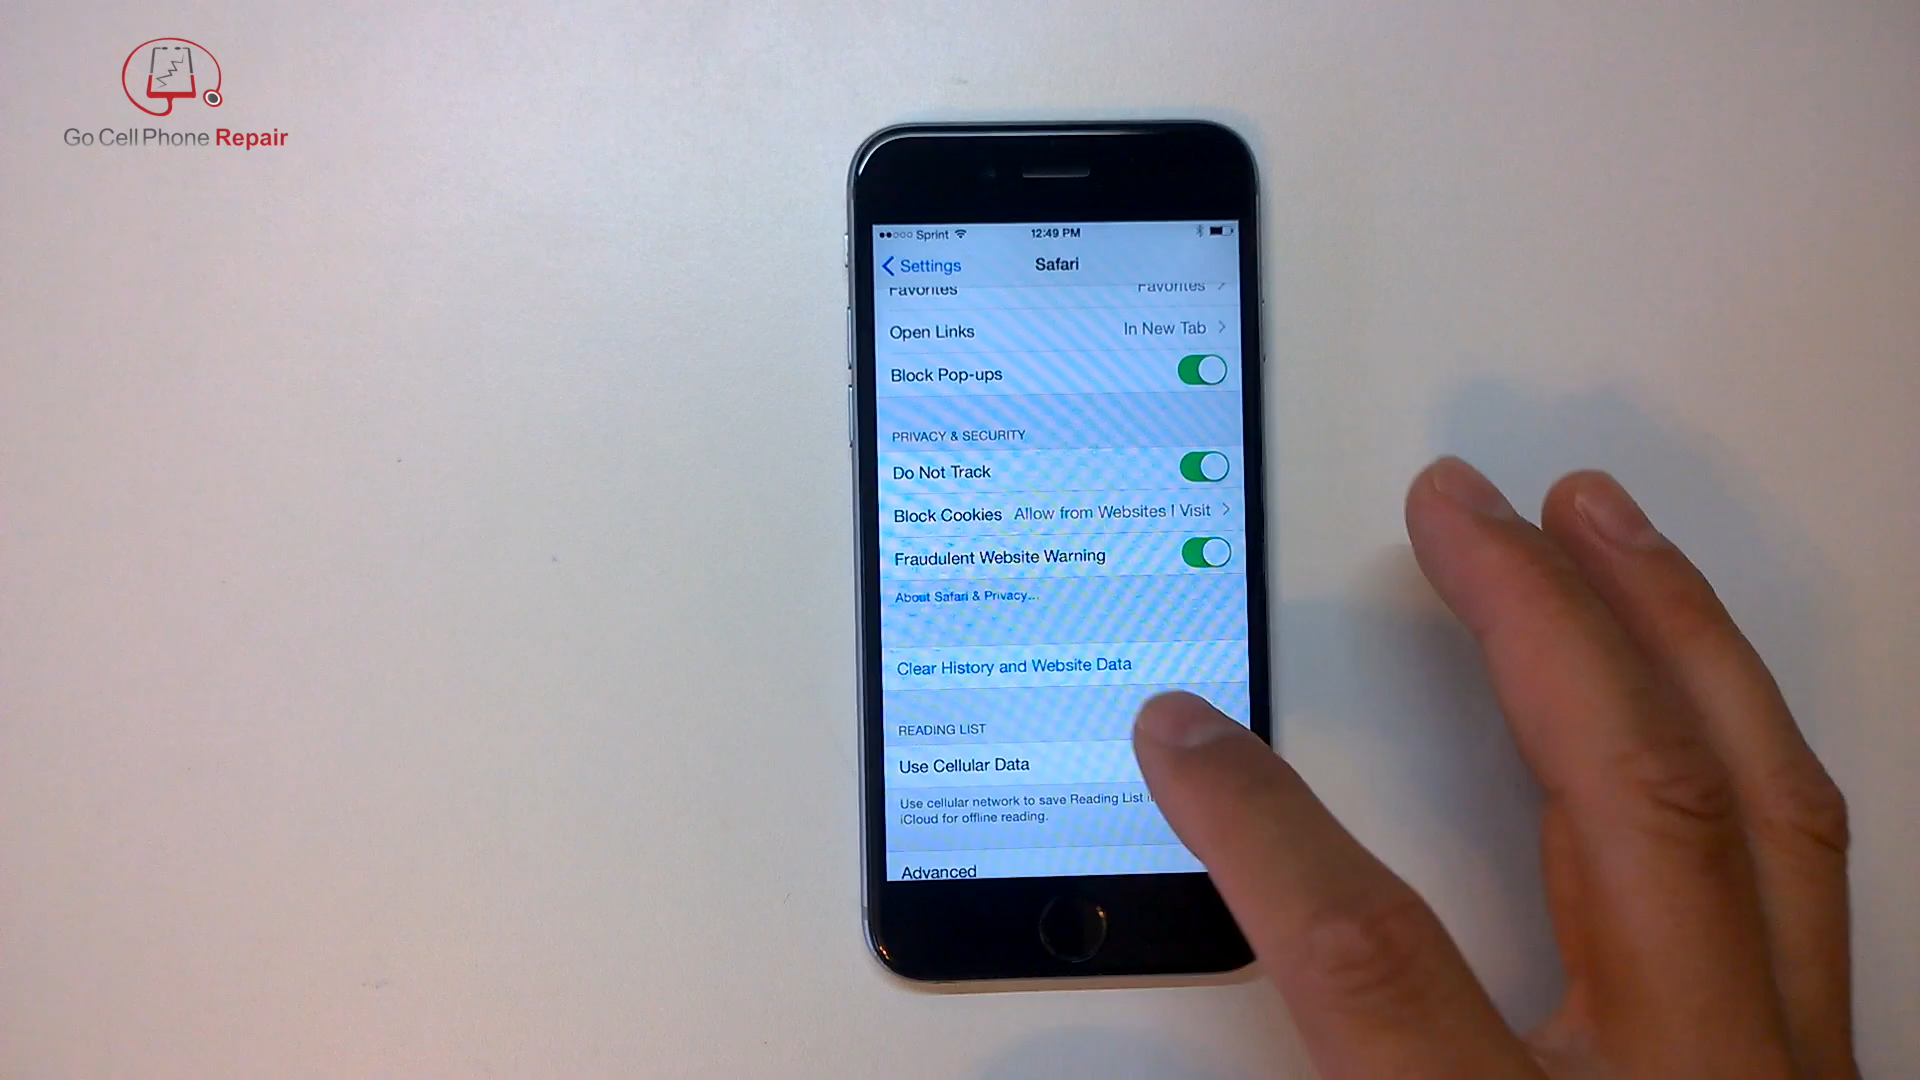 Go Cell Phone Repair
Sprint 12:49 PM
Settings Safari
Favorites Favorites
Open Links In New Tab
Block Pop-ups
PRIVACY & SECURITY
Do Not Track
Block Cookies Allow from Websites I Visit
Fraudulent Website Warning
About Safari & Privacy...
Clear History and Website Data
READING LIST
Use Cellular Data
Use cellular network to save Reading List
iCloud for offline reading.
Advanced